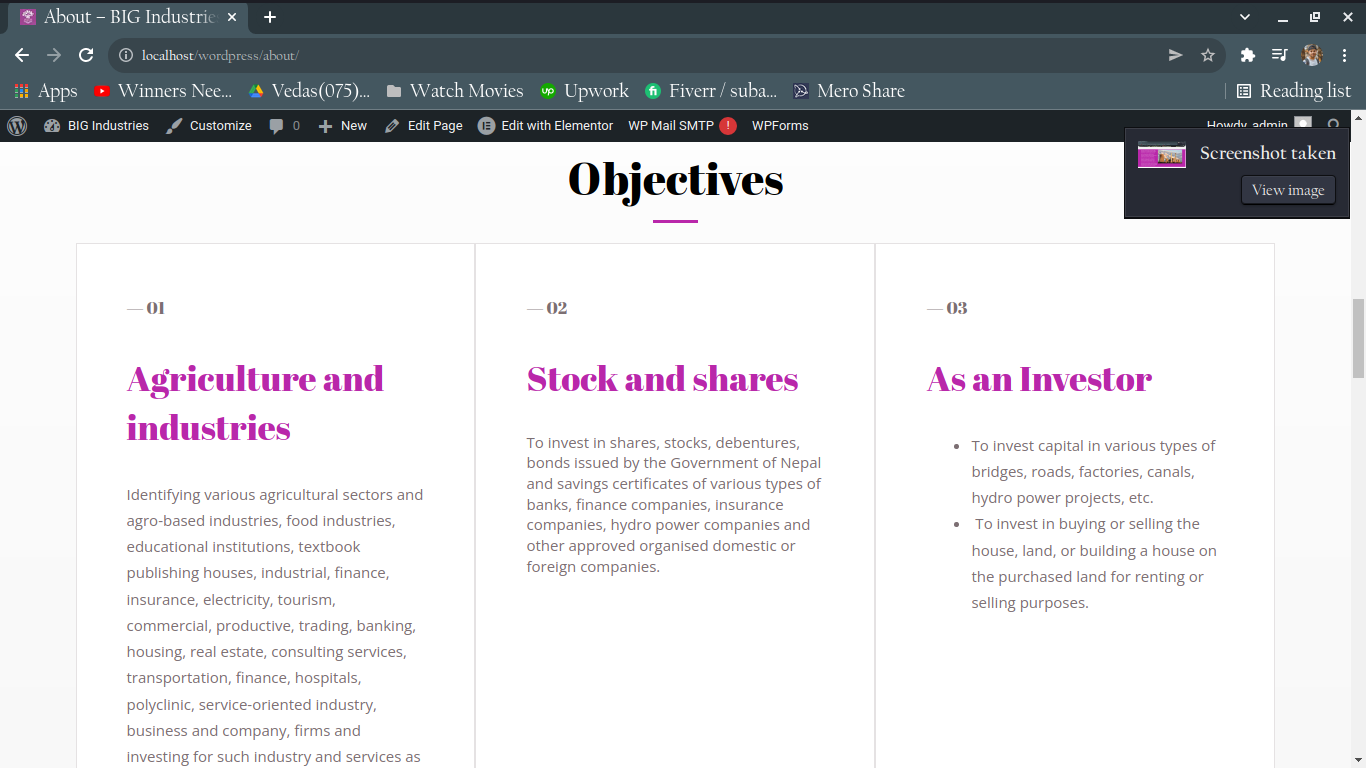 About – BIG Industrie
localhost/wordpress/about/
Apps
Winners Nee...
Vedas(075)...
Watch Movies
Upwork
Fiverr / suba...
Mero Share
Reading list
BIG Industries
Customize
0
New
Edit Page
Edit with Elementor
WP Mail SMTP !
WPForms
Howdy, admin
Screenshot taken
View image
Objectives
— 01
Agriculture and
industries
Identifying various agricultural sectors and
agro-based industries, food industries,
educational institutions, textbook
publishing houses, industrial, finance,
insurance, electricity, tourism,
commercial, productive, trading, banking,
housing, real estate, consulting services,
transportation, finance, hospitals,
polyclinic, service-oriented industry,
business and company, firms and
investing for such industry and services as
— 02
Stock and shares
To invest in shares, stocks, debentures,
bonds issued by the Government of Nepal
and savings certificates of various types of
banks, finance companies, insurance
companies, hydro power companies and
other approved organised domestic or
foreign companies.
— 03
As an Investor
• To invest capital in various types of
bridges, roads, factories, canals,
hydro power projects, etc.
• To invest in buying or selling the
house, land, or building a house on
the purchased land for renting or
selling purposes.